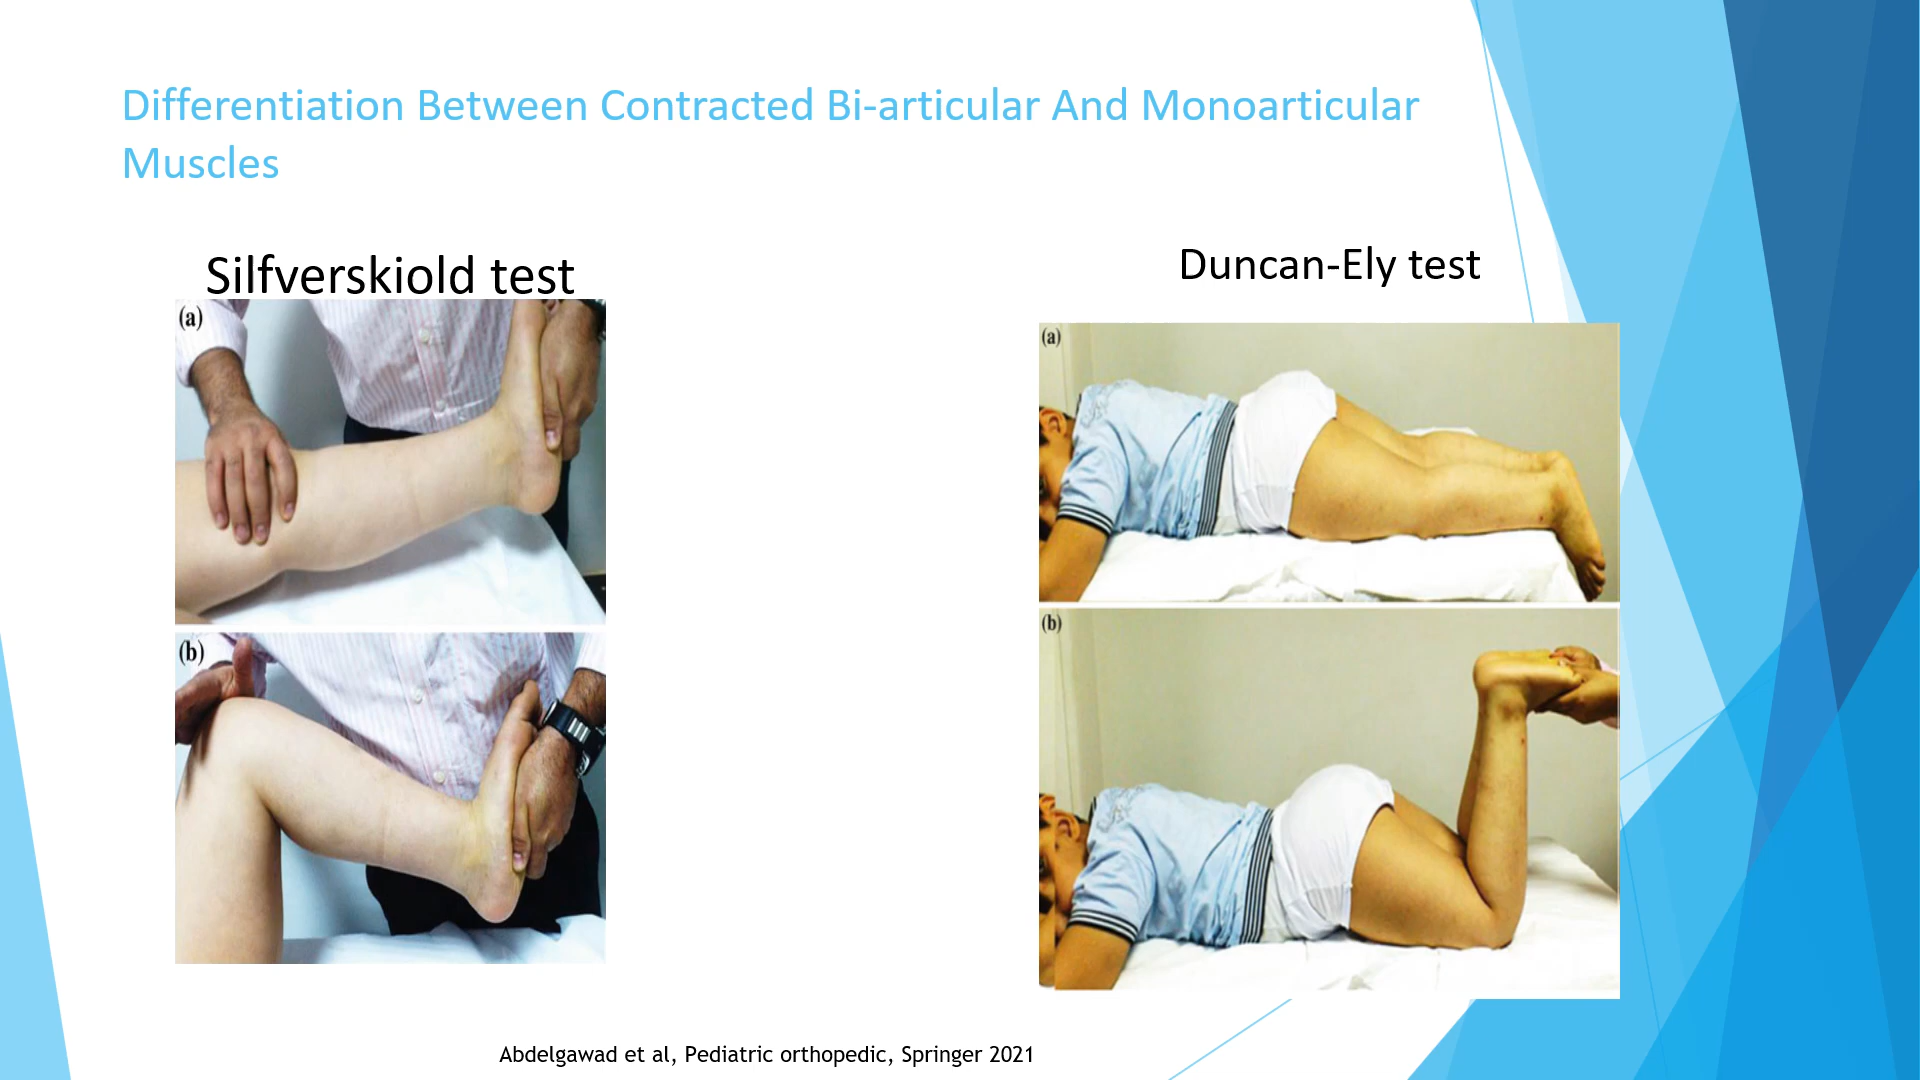 Differentiation Between Contracted Bi-articular And Monoarticular
Muscles
Silfverskiold test
(a)
(b)
Duncan-Ely test
(a)
(b)
Abdelgawad et al, Pediatric orthopedic, Springer 2021